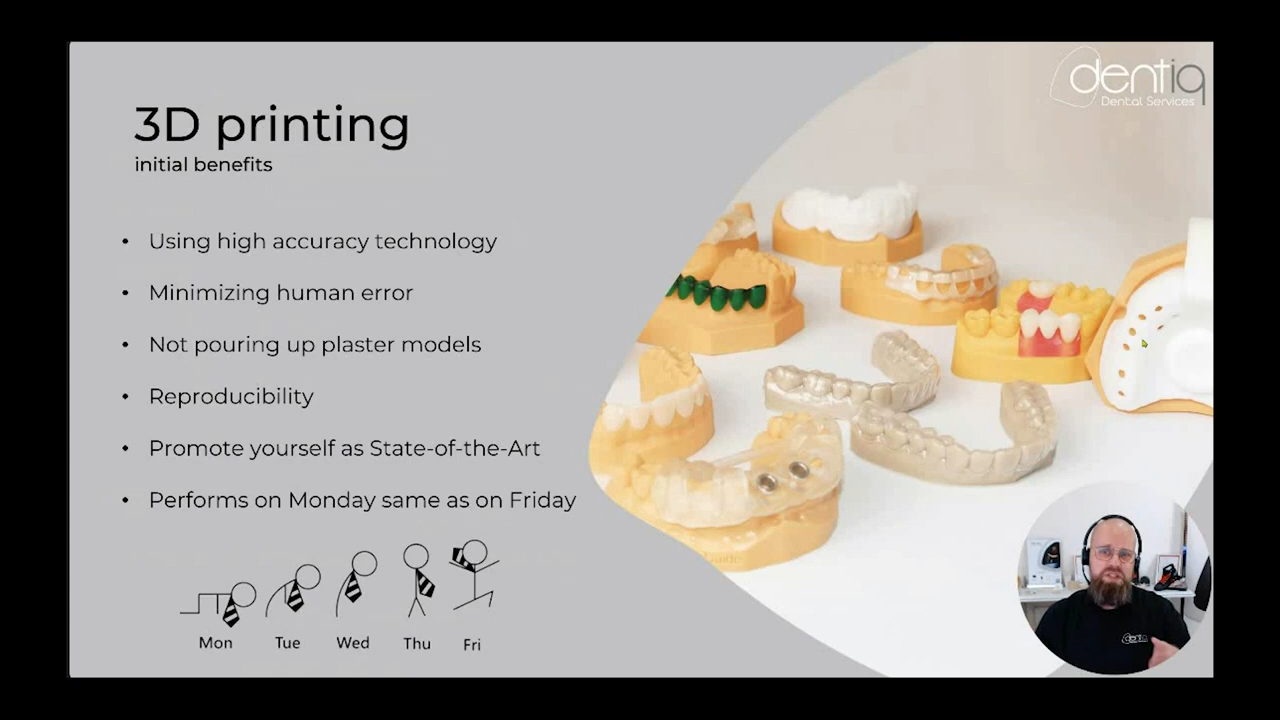 dentiq
Dental Services
3D printing
initial benefits
• Using high accuracy technology
• Minimizing human error
• Not pouring up plaster models
• Reproducibility
• Promote yourself as State-of-the-Art
• Performs on Monday same as on Friday
Mon Tue Wed Thu Fri
dentiq